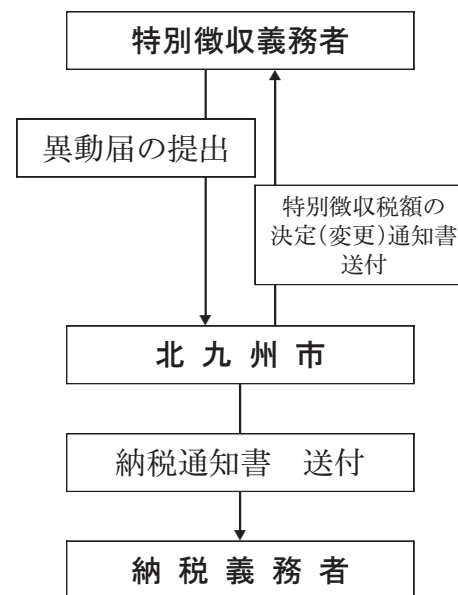 特別徴収義務者
異動届の提出
特別徴収税額の
決定(変更)通知書
送付
北九州市
納税通知書　送付
納税義務者